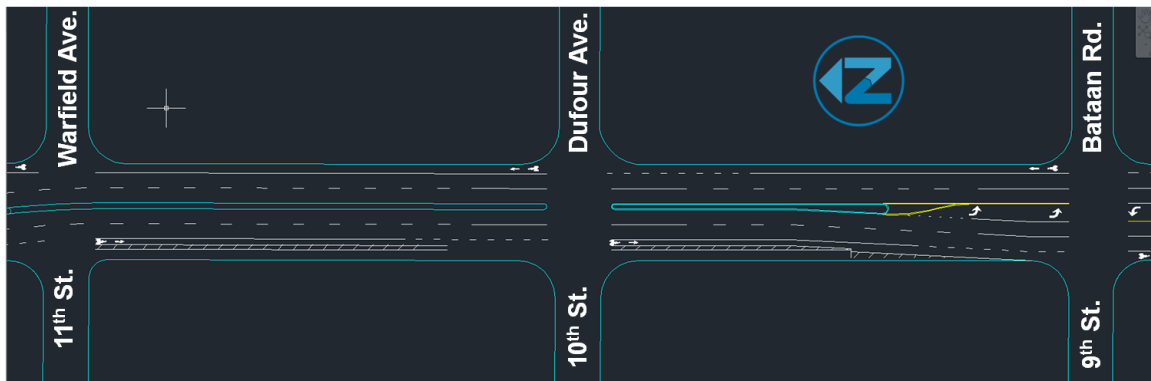 Warfield Ave.
Dufour Ave.
Bataan Rd.
N
11th St.
10th St.
9th St.